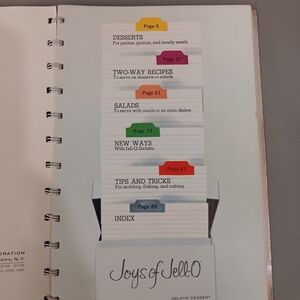 Page 5
DESSERTS
For parties, picnics, and family meals
Page 37
TWO-WAY RECIPES
To serve as desserts or salads
Page 51
SALADS
To serve with meals or as main dishes
Page 73
NEW WAYS
With Jell-O Gelatin
Page 81
TIPS AND TRICKS
For molding, flaking, and cubing
Page 89
INDEX
Joys of Jell-O
GELATIN DESSERT